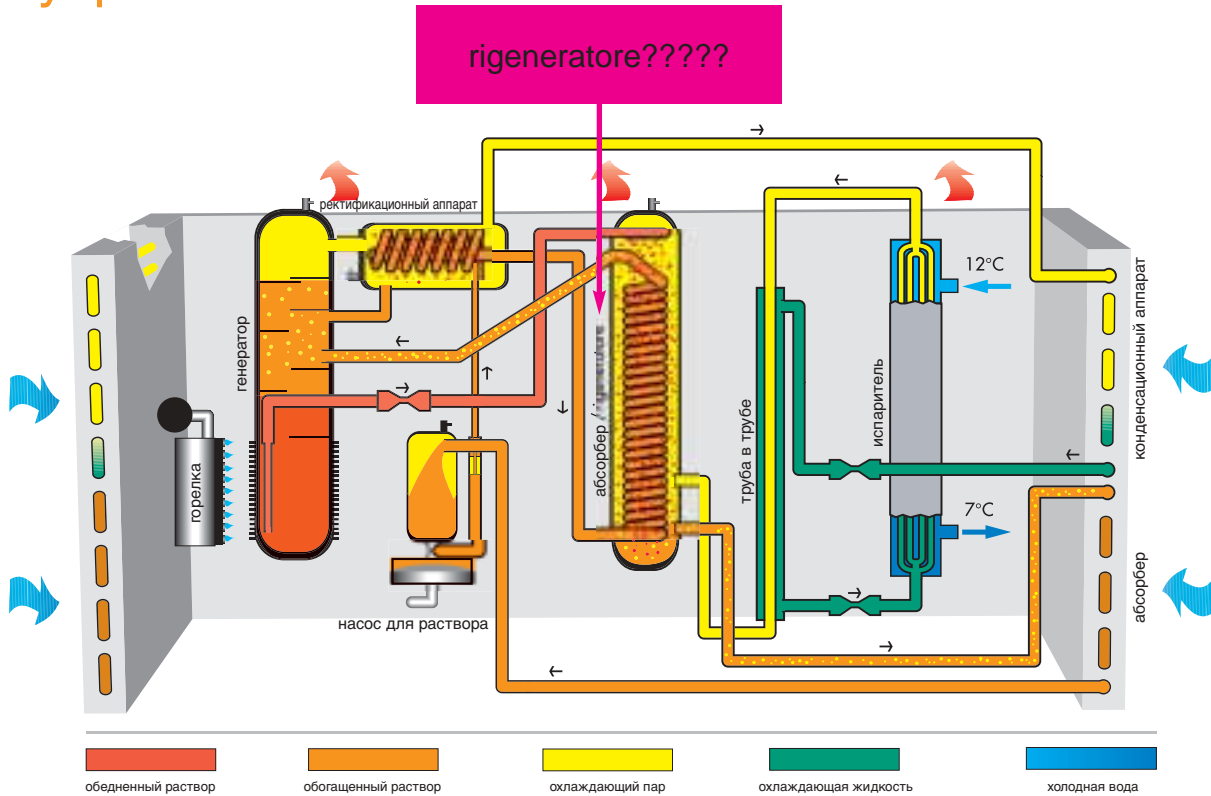 rigeneratore?????
ректификационный аппарат
генератор
горелка
насос для раствора
абсорбер /
труба в трубе
испаритель
12°C
7°C
конденсационный аппарат
абсорбер
обедненный раствор
обогащенный раствор
охлаждающий пар
охлаждающая жидкость
холодная вода